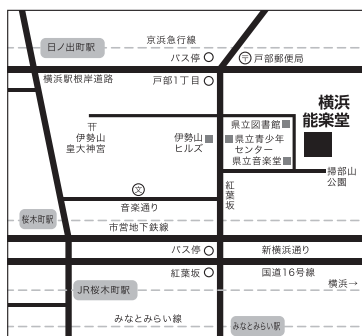 京浜急行線
日ノ出町駅
バス停
〒戸部郵便局
横浜駅根岸道路
戸部1丁目
横浜
能楽堂
県立図書館
伊勢山
皇大神宮
伊勢山
ヒルズ
県立青少年
センター
県立音楽堂
掃部山
公園
紅葉坂
文
音楽通り
桜木町駅
市営地下鉄線
バス停
新横浜通り
紅葉坂
国道16号線
横浜→
JR桜木町駅
みなとみらい線
みなとみらい駅